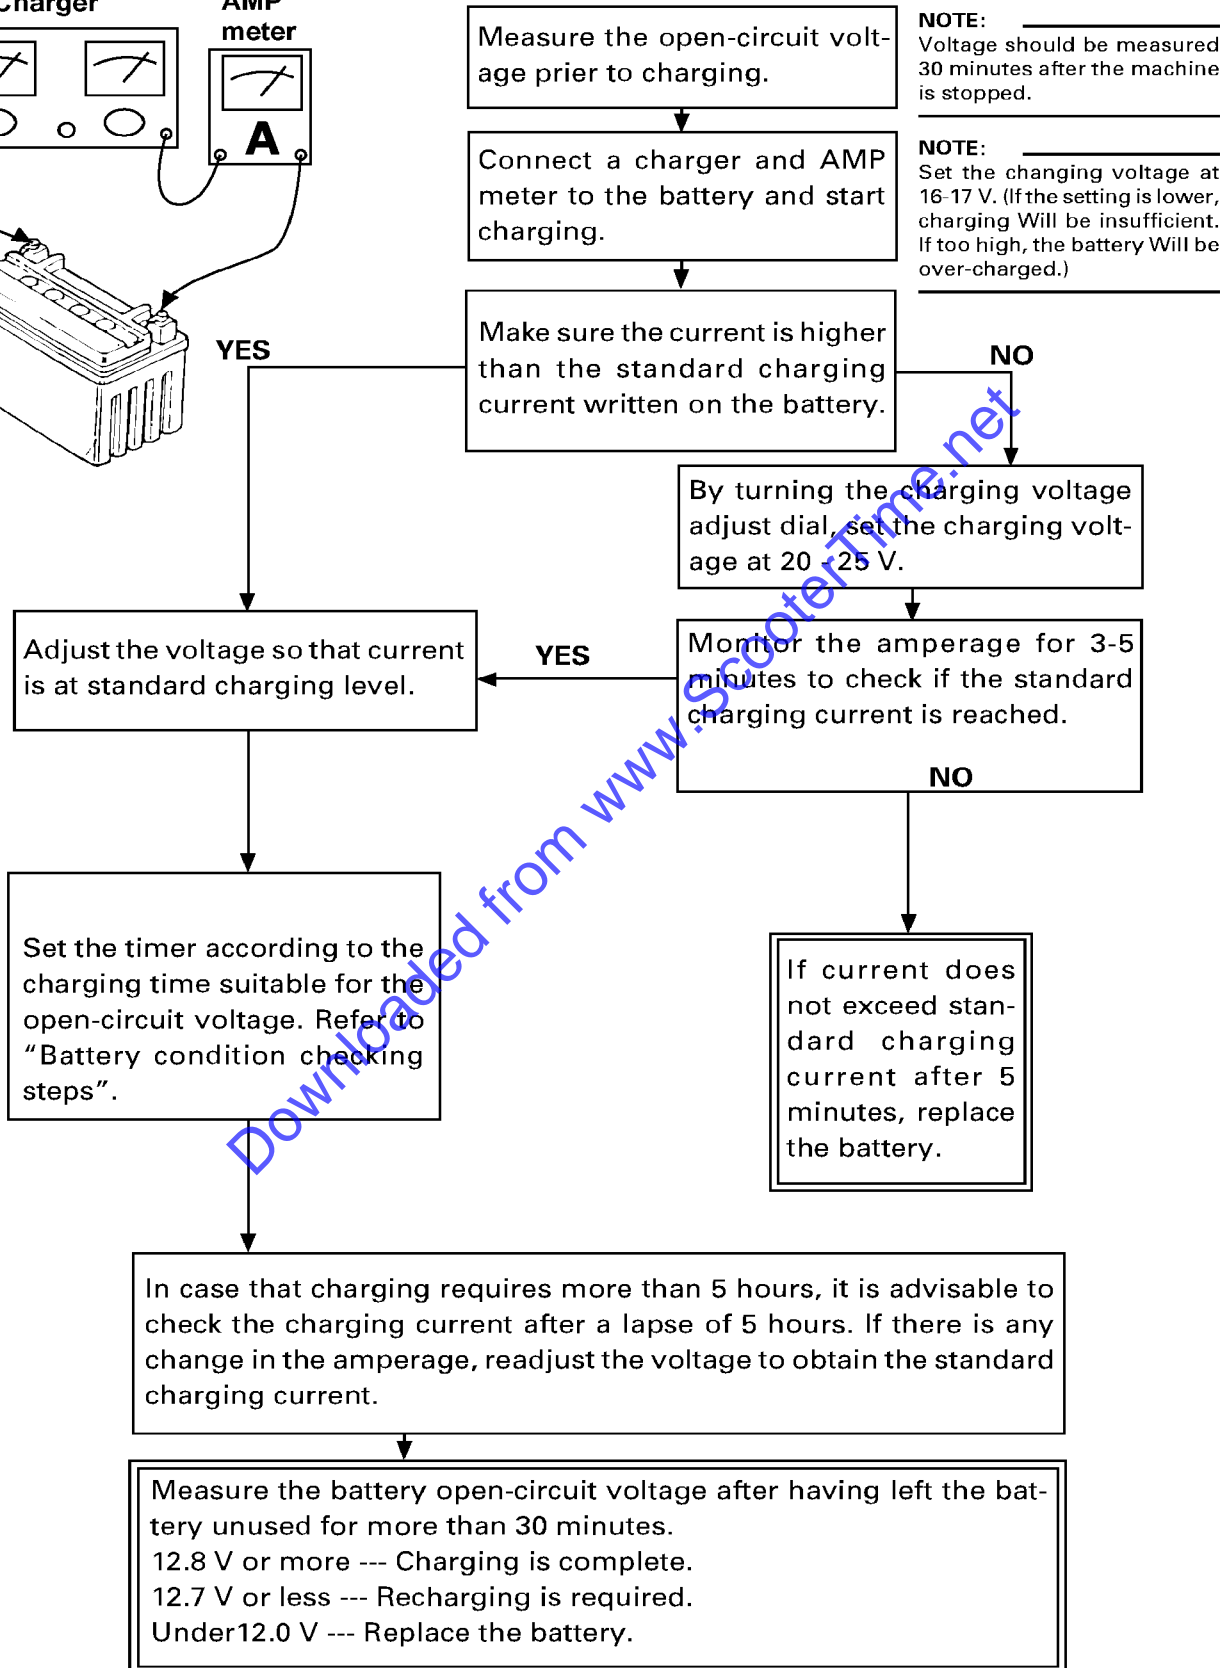 Charger
AMP
meter
A
Measure the open-circuit volt-
age prior to charging.
NOTE:
Voltage should be measured
30 minutes after the machine
is stopped.
Connect a charger and AMP
meter to the battery and start
charging.
NOTE:
Set the changing voltage at
16-17 V. (If the setting is lower,
charging Will be insufficient.
If too high, the battery Will be
over-charged.)
Make sure the current is higher
than the standard charging
current written on the battery.
YES
NO
By turning the charging voltage
adjust dial, set the charging volt-
age at 20 - 25 V.
Adjust the voltage so that current
is at standard charging level.
YES
Monitor the amperage for 3-5
minutes to check if the standard
charging current is reached.
NO
Set the timer according to the
charging time suitable for the
open-circuit voltage. Refer to
“Battery condition checking
steps”.
If current does
not exceed stan-
dard charging
current after 5
minutes, replace
the battery.
In case that charging requires more than 5 hours, it is advisable to
check the charging current after a lapse of 5 hours. If there is any
change in the amperage, readjust the voltage to obtain the standard
charging current.
Measure the battery open-circuit voltage after having left the bat-
tery unused for more than 30 minutes.
12.8 V or more --- Charging is complete.
12.7 V or less --- Recharging is required.
Under12.0 V --- Replace the battery.
Downloaded from www.ScooterTime.net